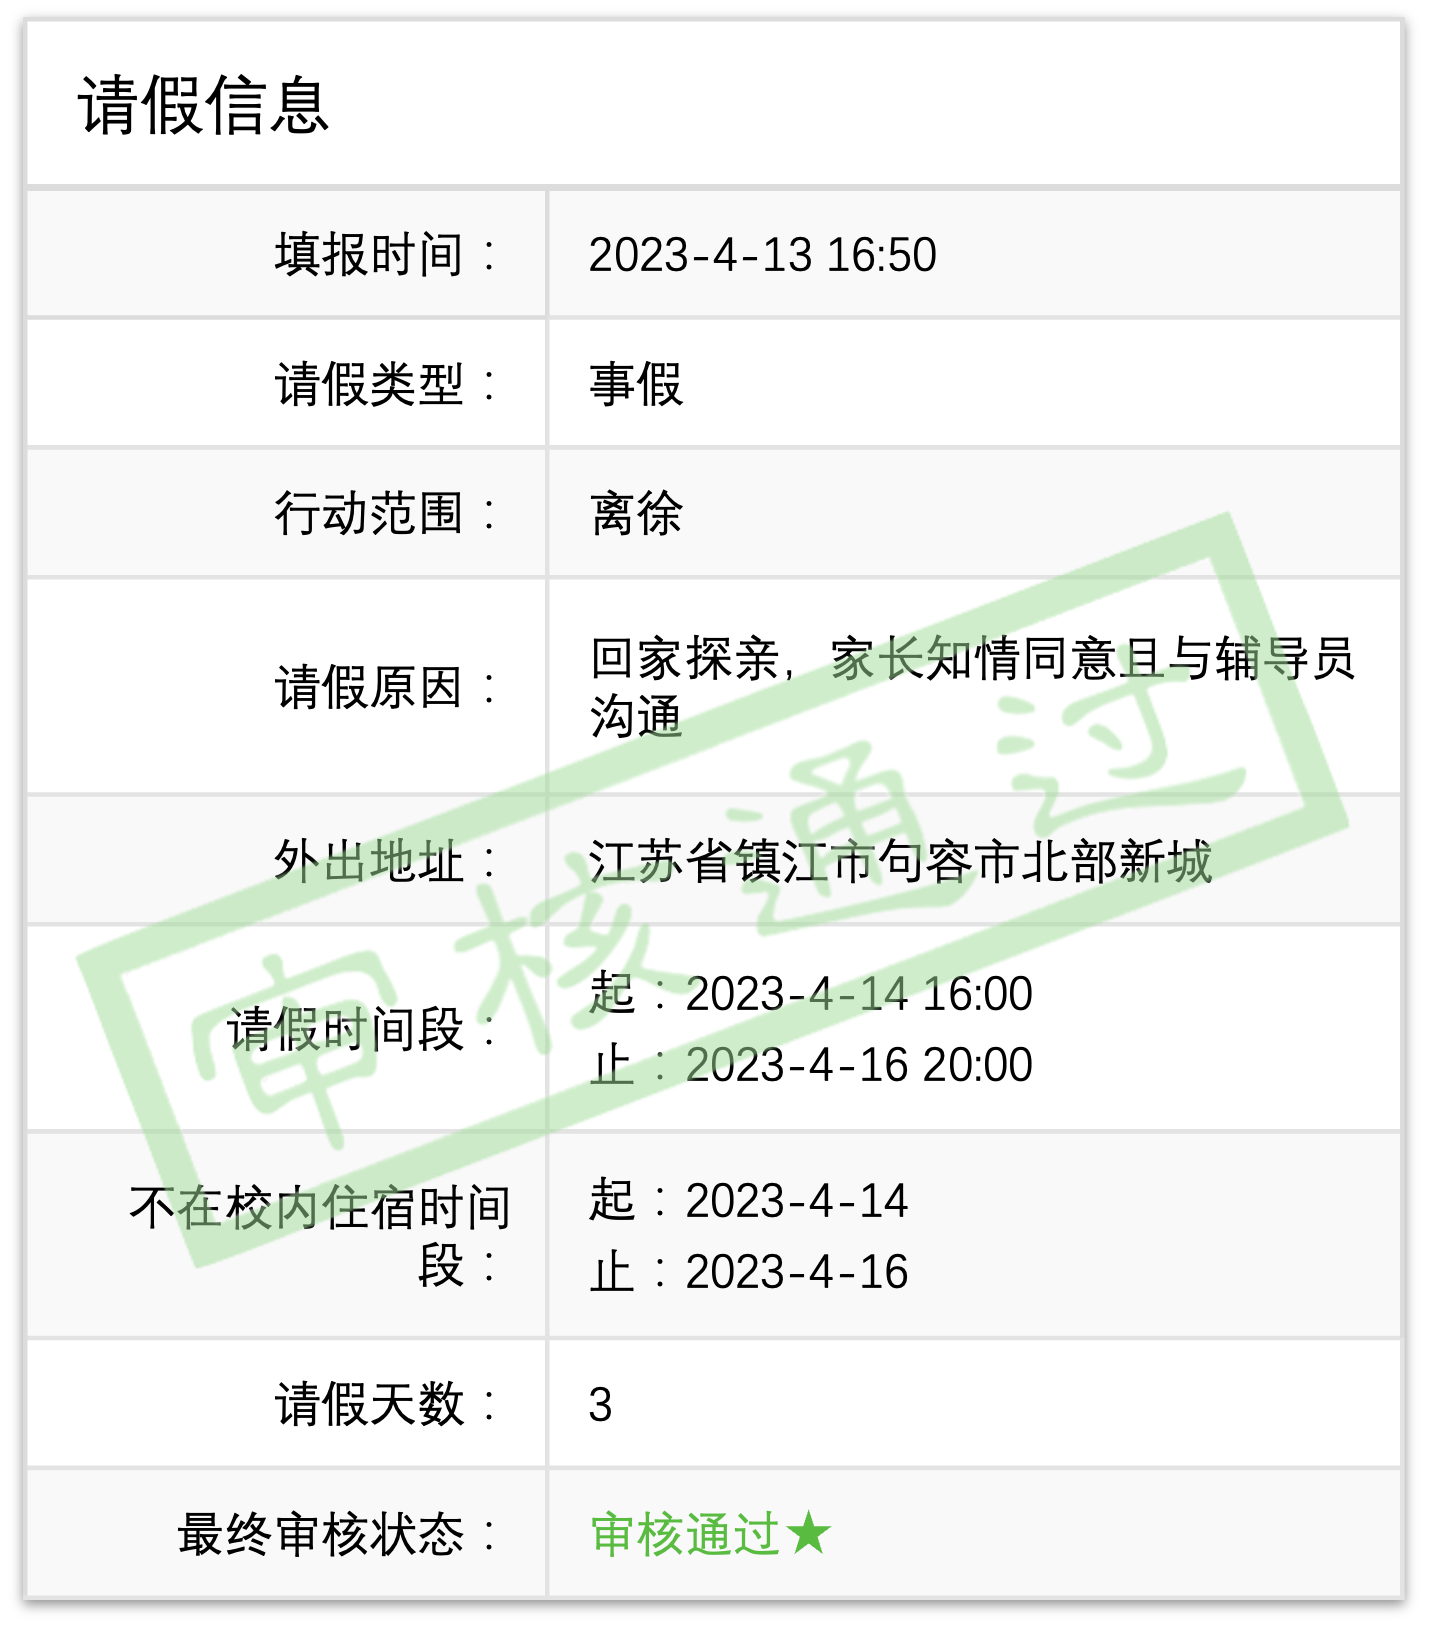 请假信息
填报时间： 2023-4-13 16:50
请假类型： 事假
行动范围： 离徐
请假原因： 回家探亲，家长知情同意且与辅导员
沟通
外出地址： 江苏省镇江市句容市北部新城
请假时间段： 起：2023-4-14 16:00
止：2023-4-16 20:00
不在校内住宿时间
段： 起：2023-4-14
止：2023-4-16
请假天数： 3
最终审核状态： 审核通过★
审核通过